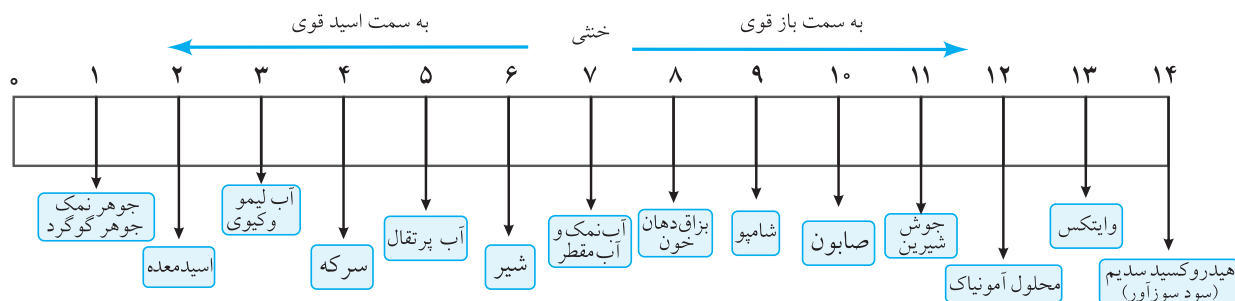 به سمت اسید قوی
خنثی
به سمت باز قوی
۰ ۱ ۲ ۳ ۴ ۵ ۶ ۷ ۸ ۹ ۱۰ ۱۱ ۱۲ ۱۳ ۱۴
جوهر نمک
جوهر گوگرد
اسیدمعده
آب لیمو
وکیوی
سرکه
آب پرتقال
شیر
آب‌نمک و
آب مقطر
بزاق‌دهان
خون
شامپو
صابون
جوش
شیرین
محلول آمونیاک
وایتکس
هیدروکسید سدیم
(سود سوزآور)